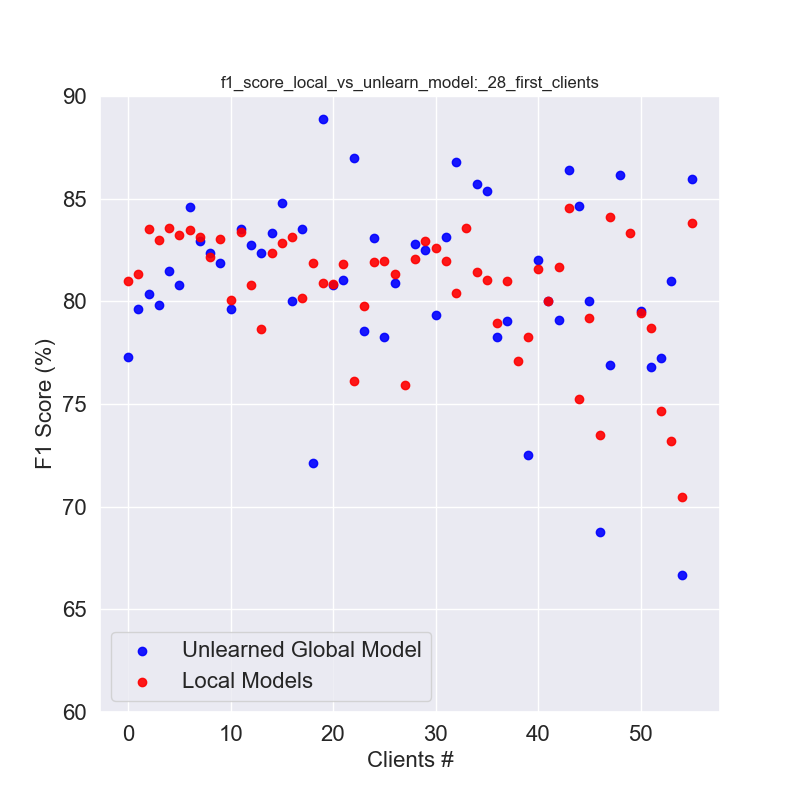 f1_score_local_vs_unlearn_model:_28_first_clients
90
85
80
75
70
65
60
F1 Score (%)
Unlearned Global Model
Local Models
0 10 20 30 40 50
Clients #